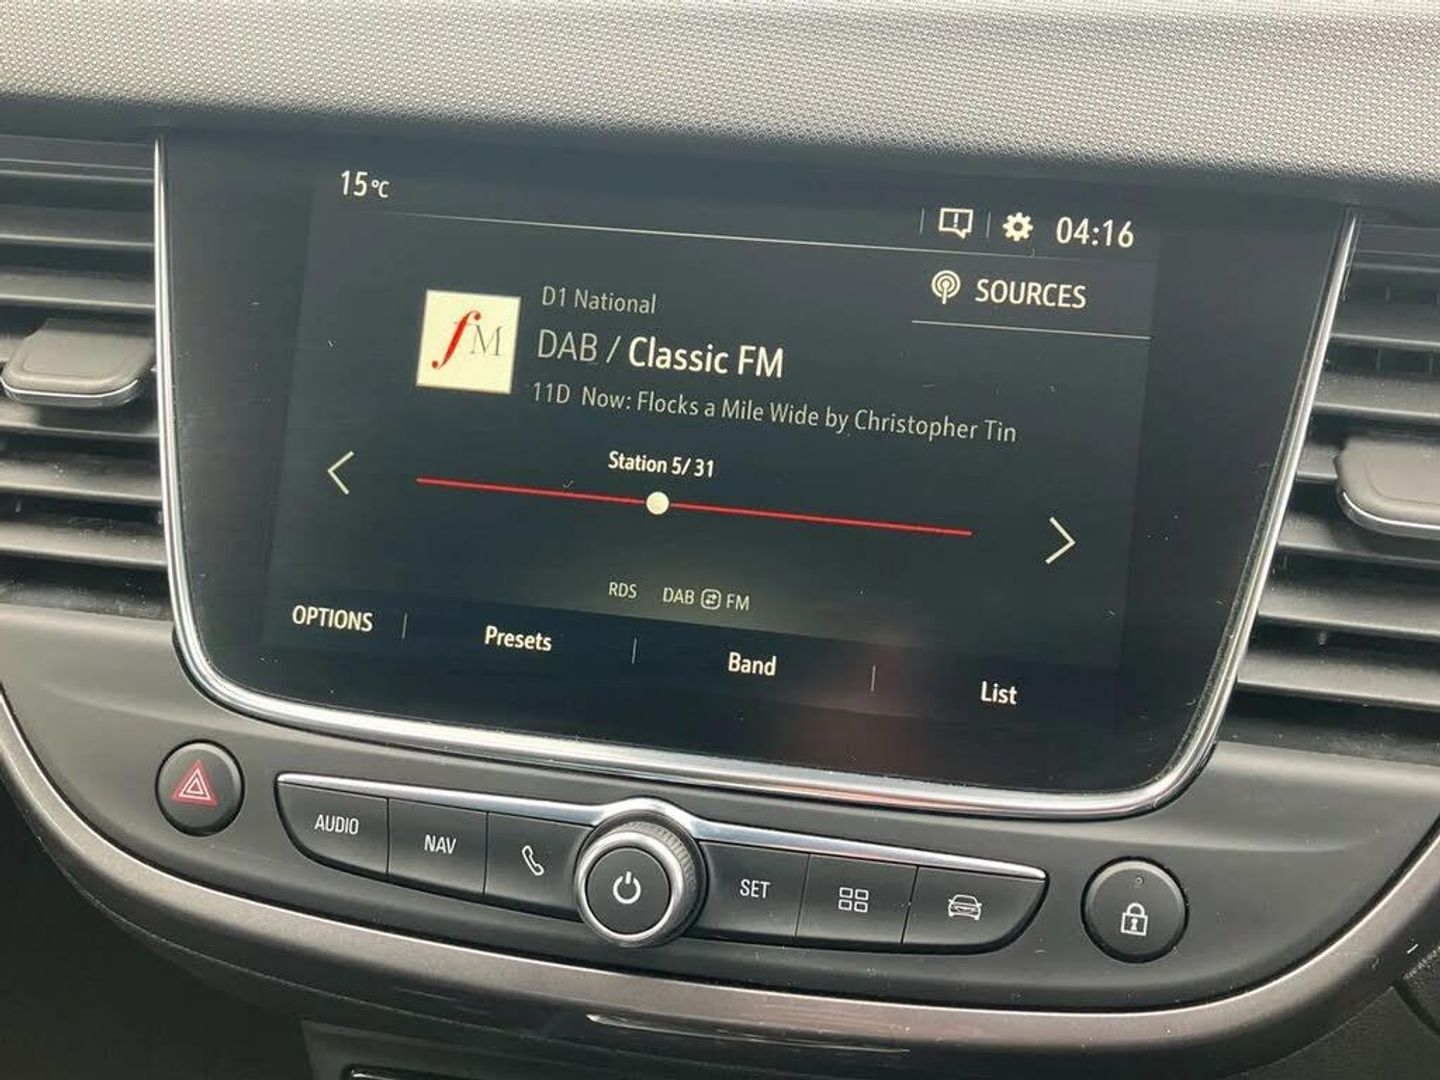 15°C
04:16
SOURCES
D1 National
fM
DAB / Classic FM
11D Now: Flocks a Mile Wide by Christopher Tin
Station 5/31
RDS DAB FM
OPTIONS Presets Band List
AUDIO NAV SET